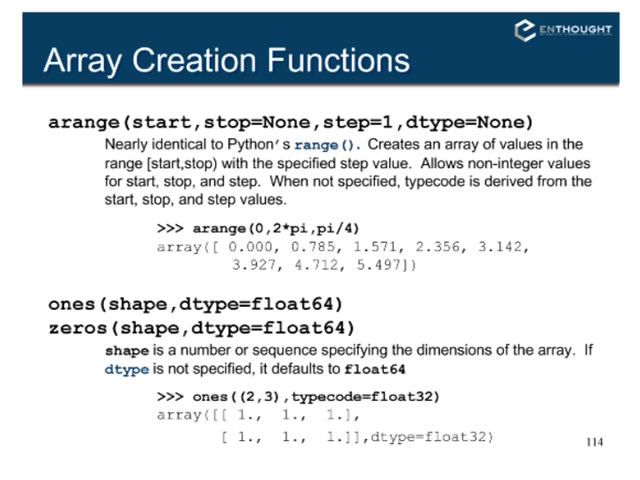 ENTHOUGHT
Array Creation Functions
arange(start,stop=None,step=1,dtype=None)
Nearly identical to Python's range(). Creates an array of values in the
range [start,stop) with the specified step value. Allows non-integer values
for start, stop, and step. When not specified, typecode is derived from the
start, stop, and step values.
>>> arange(0,2*pi,pi/4)
array([ 0.000, 0.785, 1.571, 2.356, 3.142,
3.927, 4.712, 5.497])
ones(shape,dtype=float64)
zeros(shape,dtype=float64)
shape is a number or sequence specifying the dimensions of the array. If
dtype is not specified, it defaults to float64
>>> ones((2,3),typecode=float32)
array([[ 1., 1., 1.],
[ 1., 1., 1.]],dtype=float32)
114